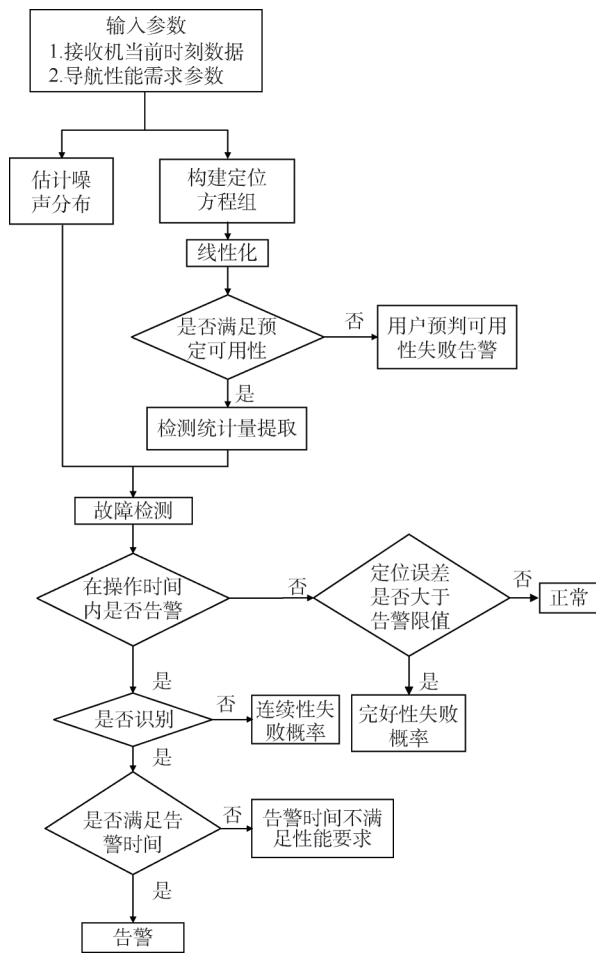 输入参数
1.接收机当前时刻数据
2.导航性能需求参数
估计噪
声分布
构建定位
方程组
线性化
是否满足预
定可用性
否
用户预判可用
性失败告警
是
检测统计量提取
故障检测
在操作时间
内是否告警
否
定位误差
是否大于
告警限值
否
正常
是
是
是否识别
否
连续性失
败概率
完好性失败
概率
是
是否满足告
警时间
否
告警时间不满
足性能要求
是
告警